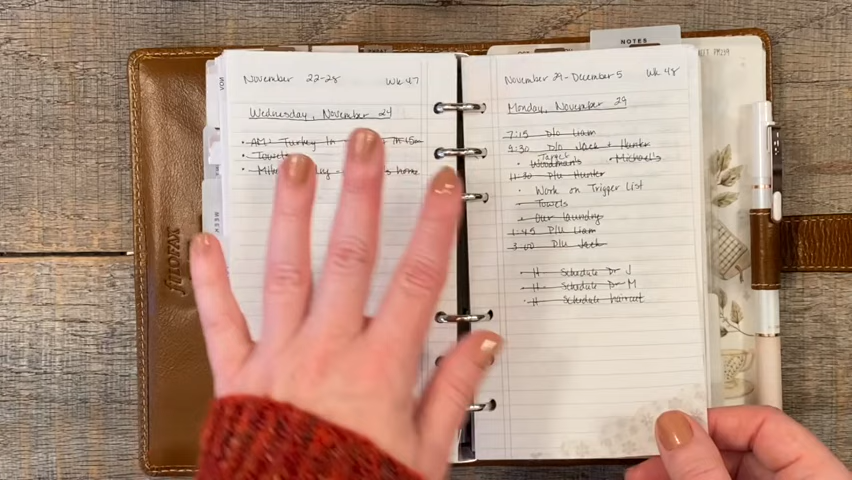 NOTES
November 22-28 Wk 47
Wednesday, November 24
• AM: Turkey In
• Towels
November 29 - December 5 Wk 48
Monday, November 29
7:15 D/O Liam
9:30 D/O Jack + Hunter
Target
• Woodman's • Michael's
11:30 P/U Hunter
• Work on Trigger List
- Towels
• Our laundry
1:45 P/U Liam
3:00 P/U Jack
• H Schedule Dr J
• H Schedule Dr M
• H Schedule haircut
filofax